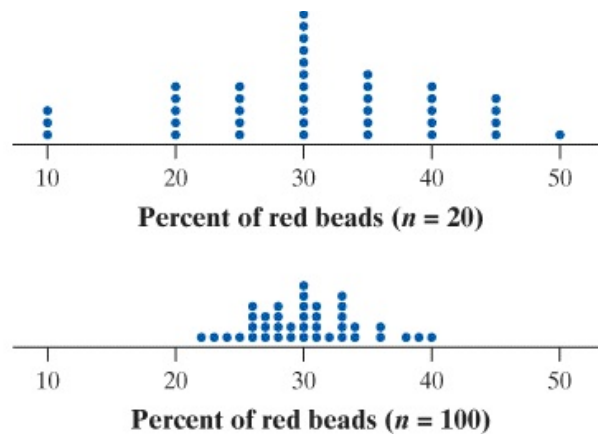 10 20 30 40 50
Percent of red beads (n = 20)
10 20 30 40 50
Percent of red beads (n = 100)